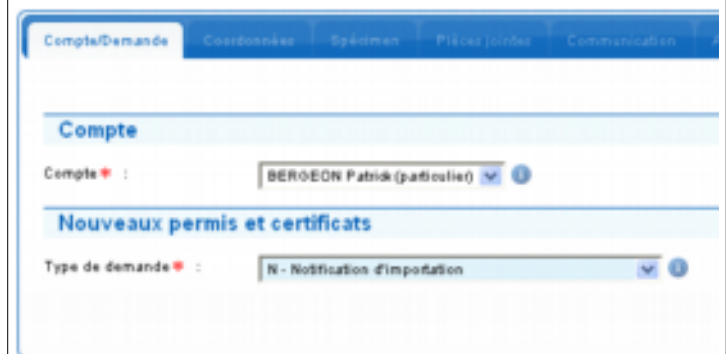 Compte/Demande Coordonnées Spécimen Pièces jointes Communication A
Compte
Compte * : BERGEON Patrick (particulier)
Nouveaux permis et certificats
Type de demande * : N - Notification d'importation